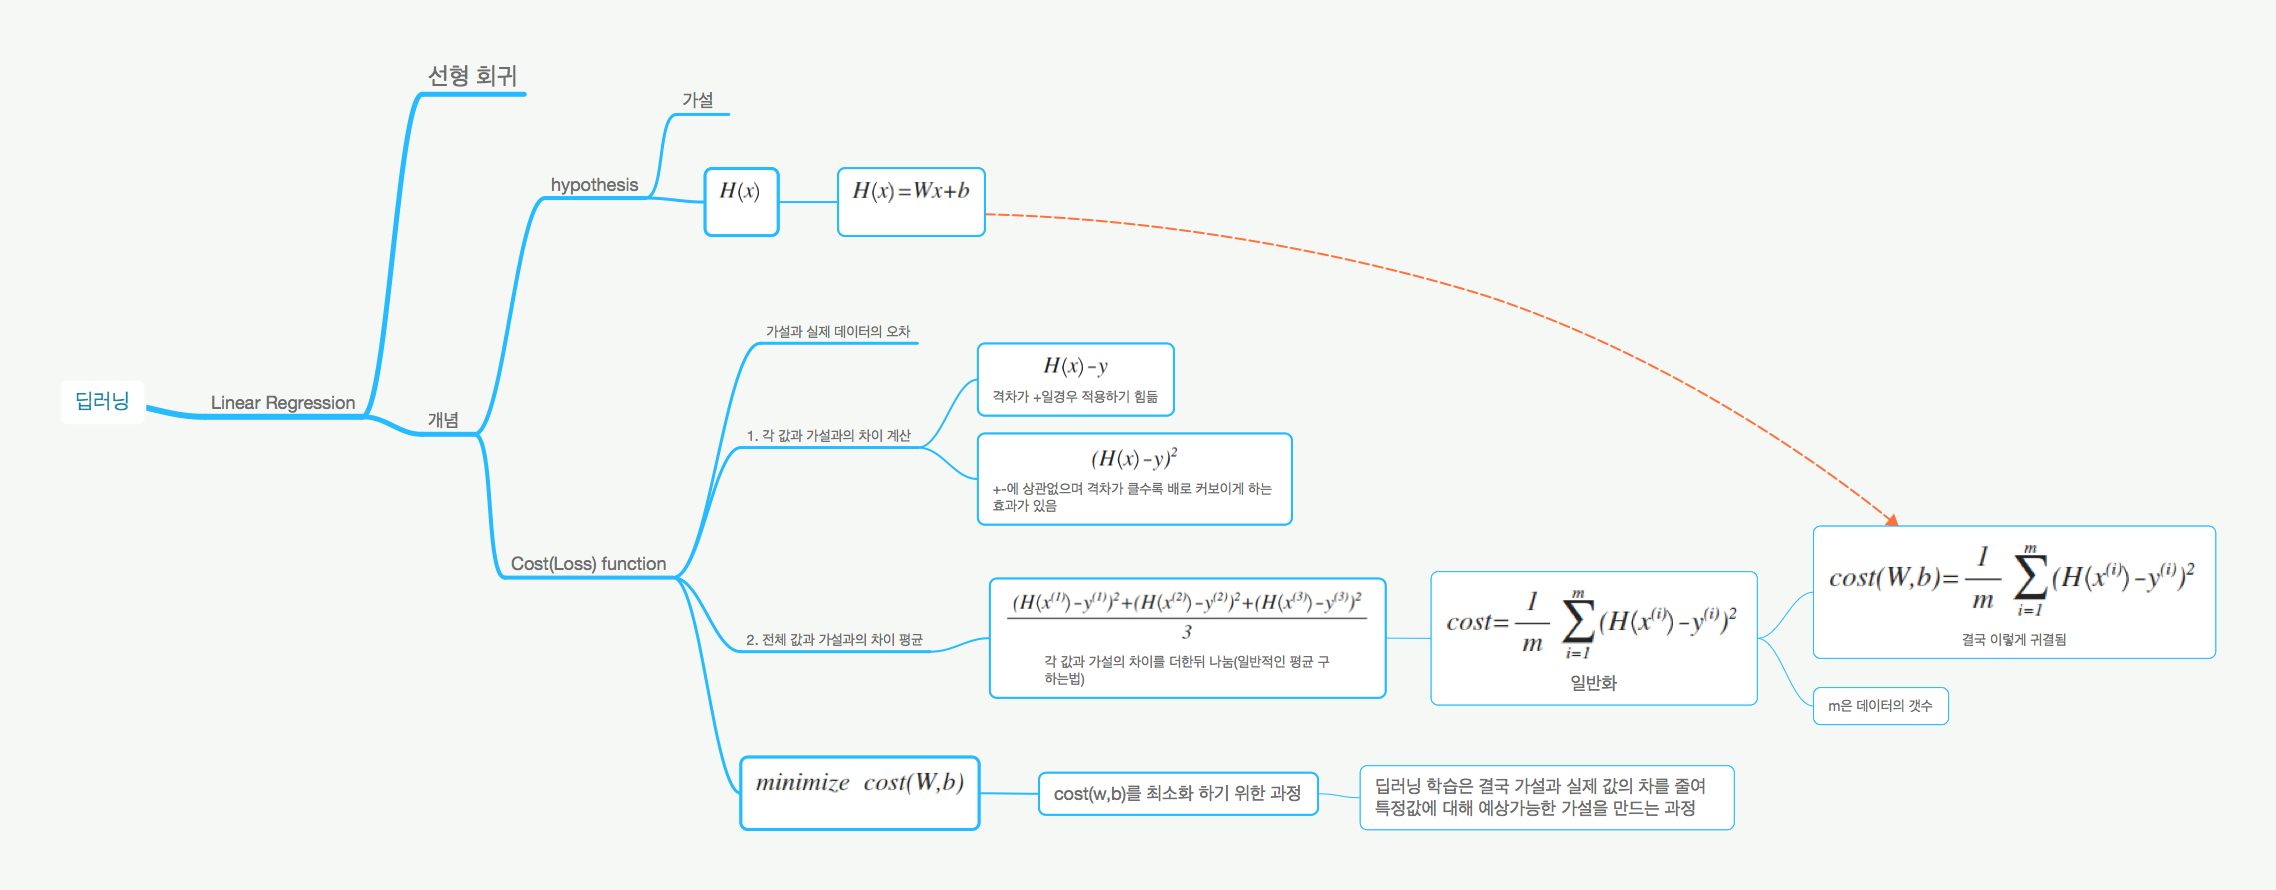 딥러닝
Linear Regression
선형 회귀
개념
hypothesis
가설
H(x)
H(x)=Wx+b
Cost(Loss) function
가설과 실제 데이터의 오차
1. 각 값과 가설과의 차이 계산
H(x)-y
격차가 +일경우 적용하기 힘듦
(H(x)-y)²
+-에 상관없으며 격차가 클수록 배로 커보이게 하는
효과가 있음
2. 전체 값과 가설과의 차이 평균
(H(x⁽¹⁾)-y⁽¹⁾)²+(H(x⁽²⁾)-y⁽²⁾)²+(H(x⁽³⁾)-y⁽³⁾)²
3
각 값과 가설의 차이를 더한뒤 나눔(일반적인 평균 구
하는법)
cost= 1/m ∑_{i=1}^{m} (H(x⁽ⁱ⁾)-y⁽ⁱ⁾)²
일반화
cost(W,b)= 1/m ∑_{i=1}^{m} (H(x⁽ⁱ⁾)-y⁽ⁱ⁾)²
결국 이렇게 귀결됨
m은 데이터의 갯수
minimize cost(W,b)
cost(w,b)를 최소화 하기 위한 과정
딥러닝 학습은 결국 가설과 실제 값의 차를 줄여
특정값에 대해 예상가능한 가설을 만드는 과정